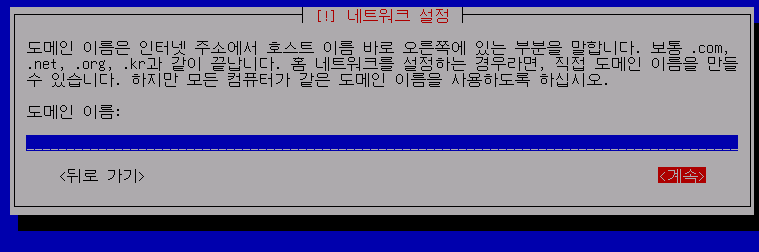 [!] 네트워크 설정
도메인 이름은 인터넷 주소에서 호스트 이름 바로 오른쪽에 있는 부분을 말합니다. 보통 .com,
.net, .org, .kr과 같이 끝납니다. 홈 네트워크를 설정하는 경우라면, 직접 도메인 이름을 만들
수 있습니다. 하지만 모든 컴퓨터가 같은 도메인 이름을 사용하도록 하십시오.
도메인 이름:
<뒤로 가기> <계속>